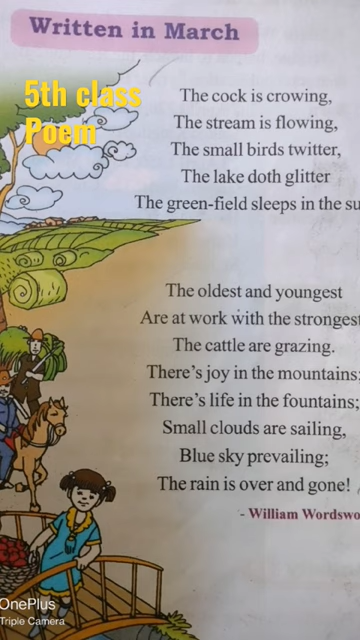 Written in March
5th class
Poem
The cock is crowing,
The stream is flowing,
The small birds twitter,
The lake doth glitter
The green-field sleeps in the su
The oldest and youngest
Are at work with the strongest
The cattle are grazing.
There's joy in the mountains;
There's life in the fountains;
Small clouds are sailing,
Blue sky prevailing;
The rain is over and gone!
- William Wordswo
OnePlus
Triple Camera